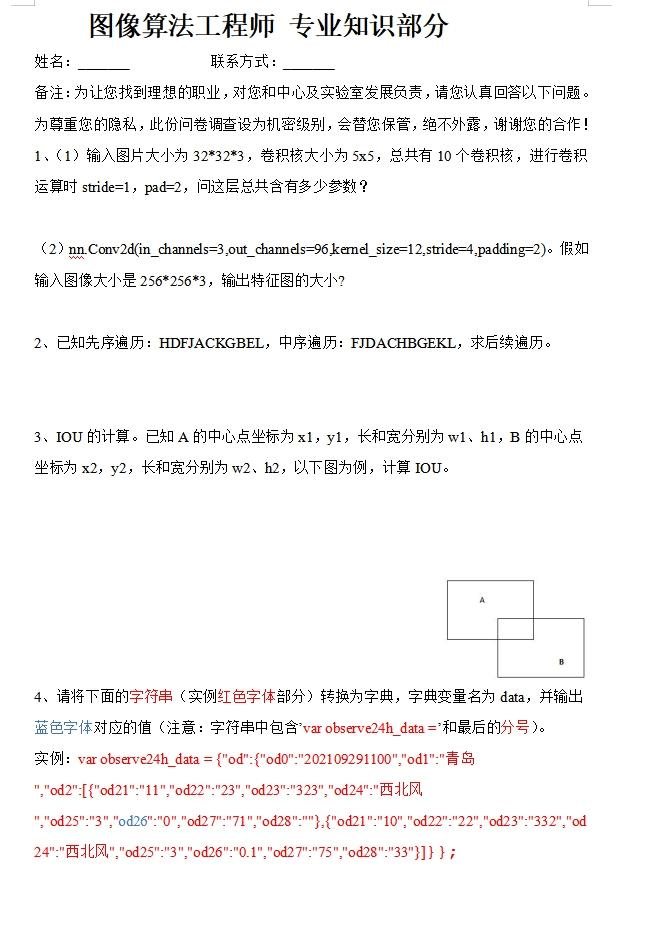 图像算法工程师 专业知识部分
姓名：_______ 联系方式：_______
备注：为让您找到理想的职业，对您和中心及实验室发展负责，请您认真回答以下问题。
为尊重您的隐私，此份问卷调查设为机密级别，会替您保管，绝不外露，谢谢您的合作！
1、（1）输入图片大小为 32*32*3，卷积核大小为 5x5，总共有 10 个卷积核，进行卷积
运算时 stride=1，pad=2，问这层总共含有多少参数？
（2）nn.Conv2d(in_channels=3,out_channels=96,kernel_size=12,stride=4,padding=2)。假如
输入图像大小是 256*256*3，输出特征图的大小?
2、已知先序遍历：HDFJACKGBEL，中序遍历：FJDACHBGEKL，求后续遍历。
3、IOU 的计算。已知 A 的中心点坐标为 x1，y1，长和宽分别为 w1、h1，B 的中心点
坐标为 x2，y2，长和宽分别为 w2、h2，以下图为例，计算 IOU。
A
B
4、请将下面的字符串（实例红色字体部分）转换为字典，字典变量名为 data，并输出
蓝色字体对应的值（注意：字符串中包含’var observe24h_data =’和最后的分号）。
实例：var observe24h_data = {"od":{"od0":"202109291100","od1":"青岛
","od2":[{"od21":"11","od22":"23","od23":"323","od24":"西北风
","od25":"3","od26":"0","od27":"71","od28":""},{"od21":"10","od22":"22","od23":"332","od
24":"西北风","od25":"3","od26":"0.1","od27":"75","od28":"33"}]} }；